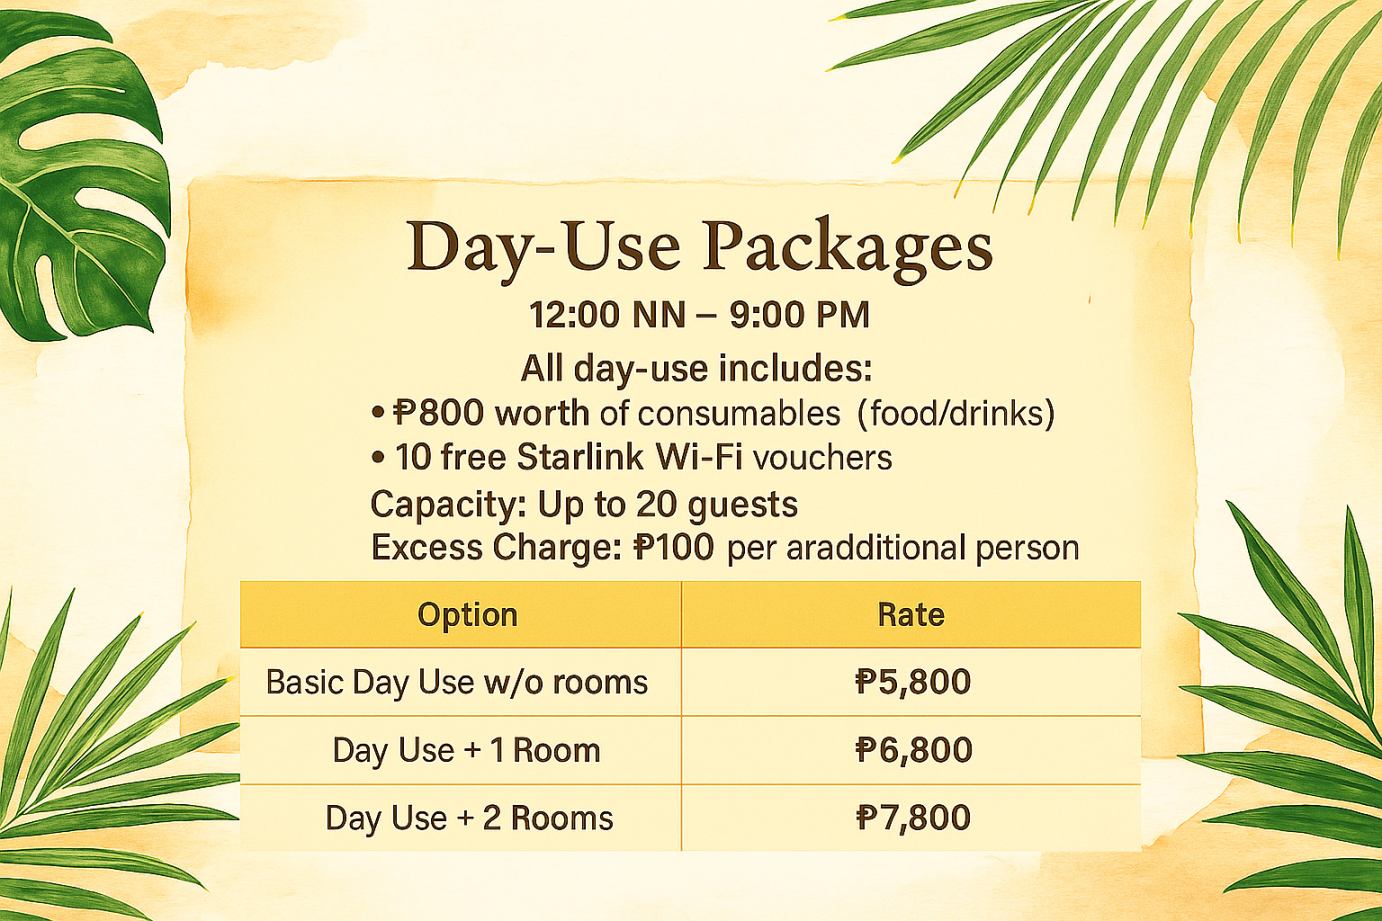 Day-Use Packages
12:00 NN – 9:00 PM
All day-use includes:
• ₱800 worth of consumables (food/drinks)
• 10 free Starlink Wi-Fi vouchers
Capacity: Up to 20 guests
Excess Charge: ₱100 per aradditional person
Option Rate
Basic Day Use w/o rooms ₱5,800
Day Use + 1 Room ₱6,800
Day Use + 2 Rooms ₱7,800